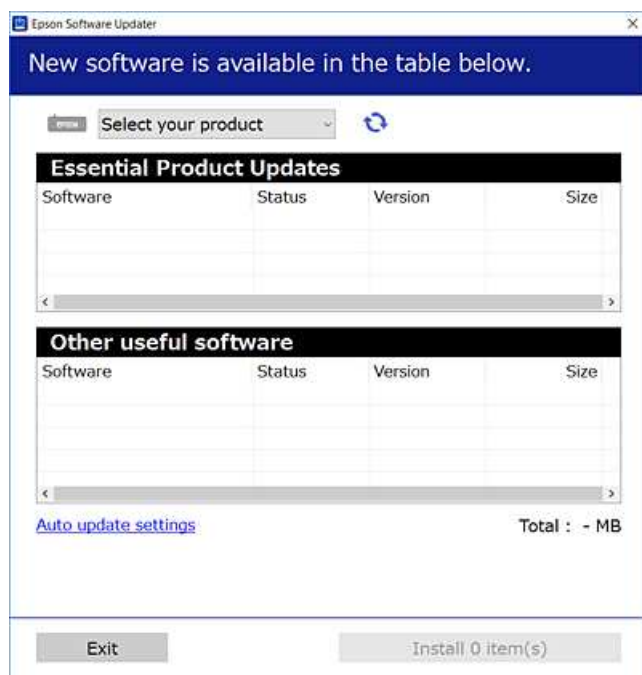 Epson Software Updater
New software is available in the table below.
EPSON Select your product
Essential Product Updates
Software Status Version Size
Other useful software
Software Status Version Size
Auto update settings Total : - MB
Exit Install 0 item(s)